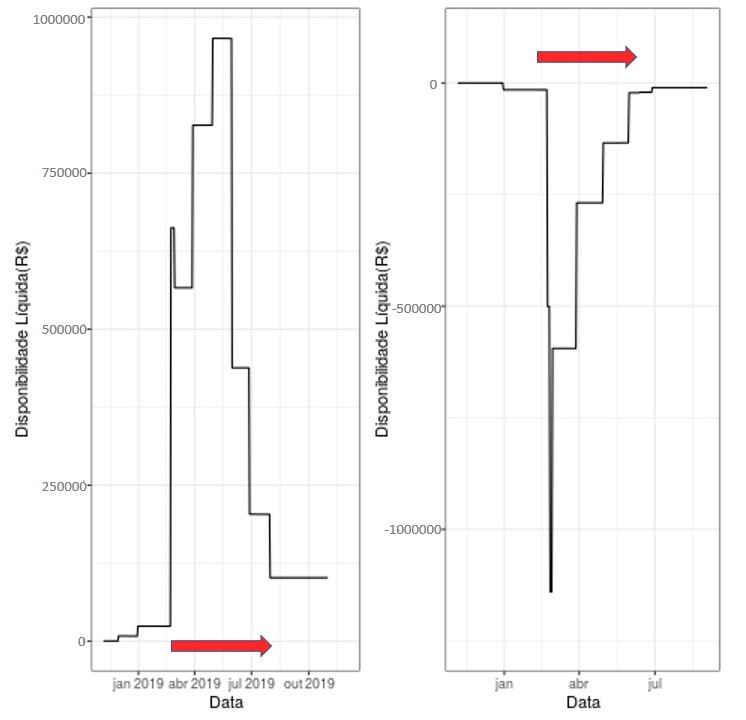 1000000
750000
500000
250000
0
jan 2019 abr 2019 jul 2019 out 2019
Data
Disponibilidade Líquida(R$)
0
-500000
-1000000
jan abr jul
Data
Disponibilidade Líquida(R$)